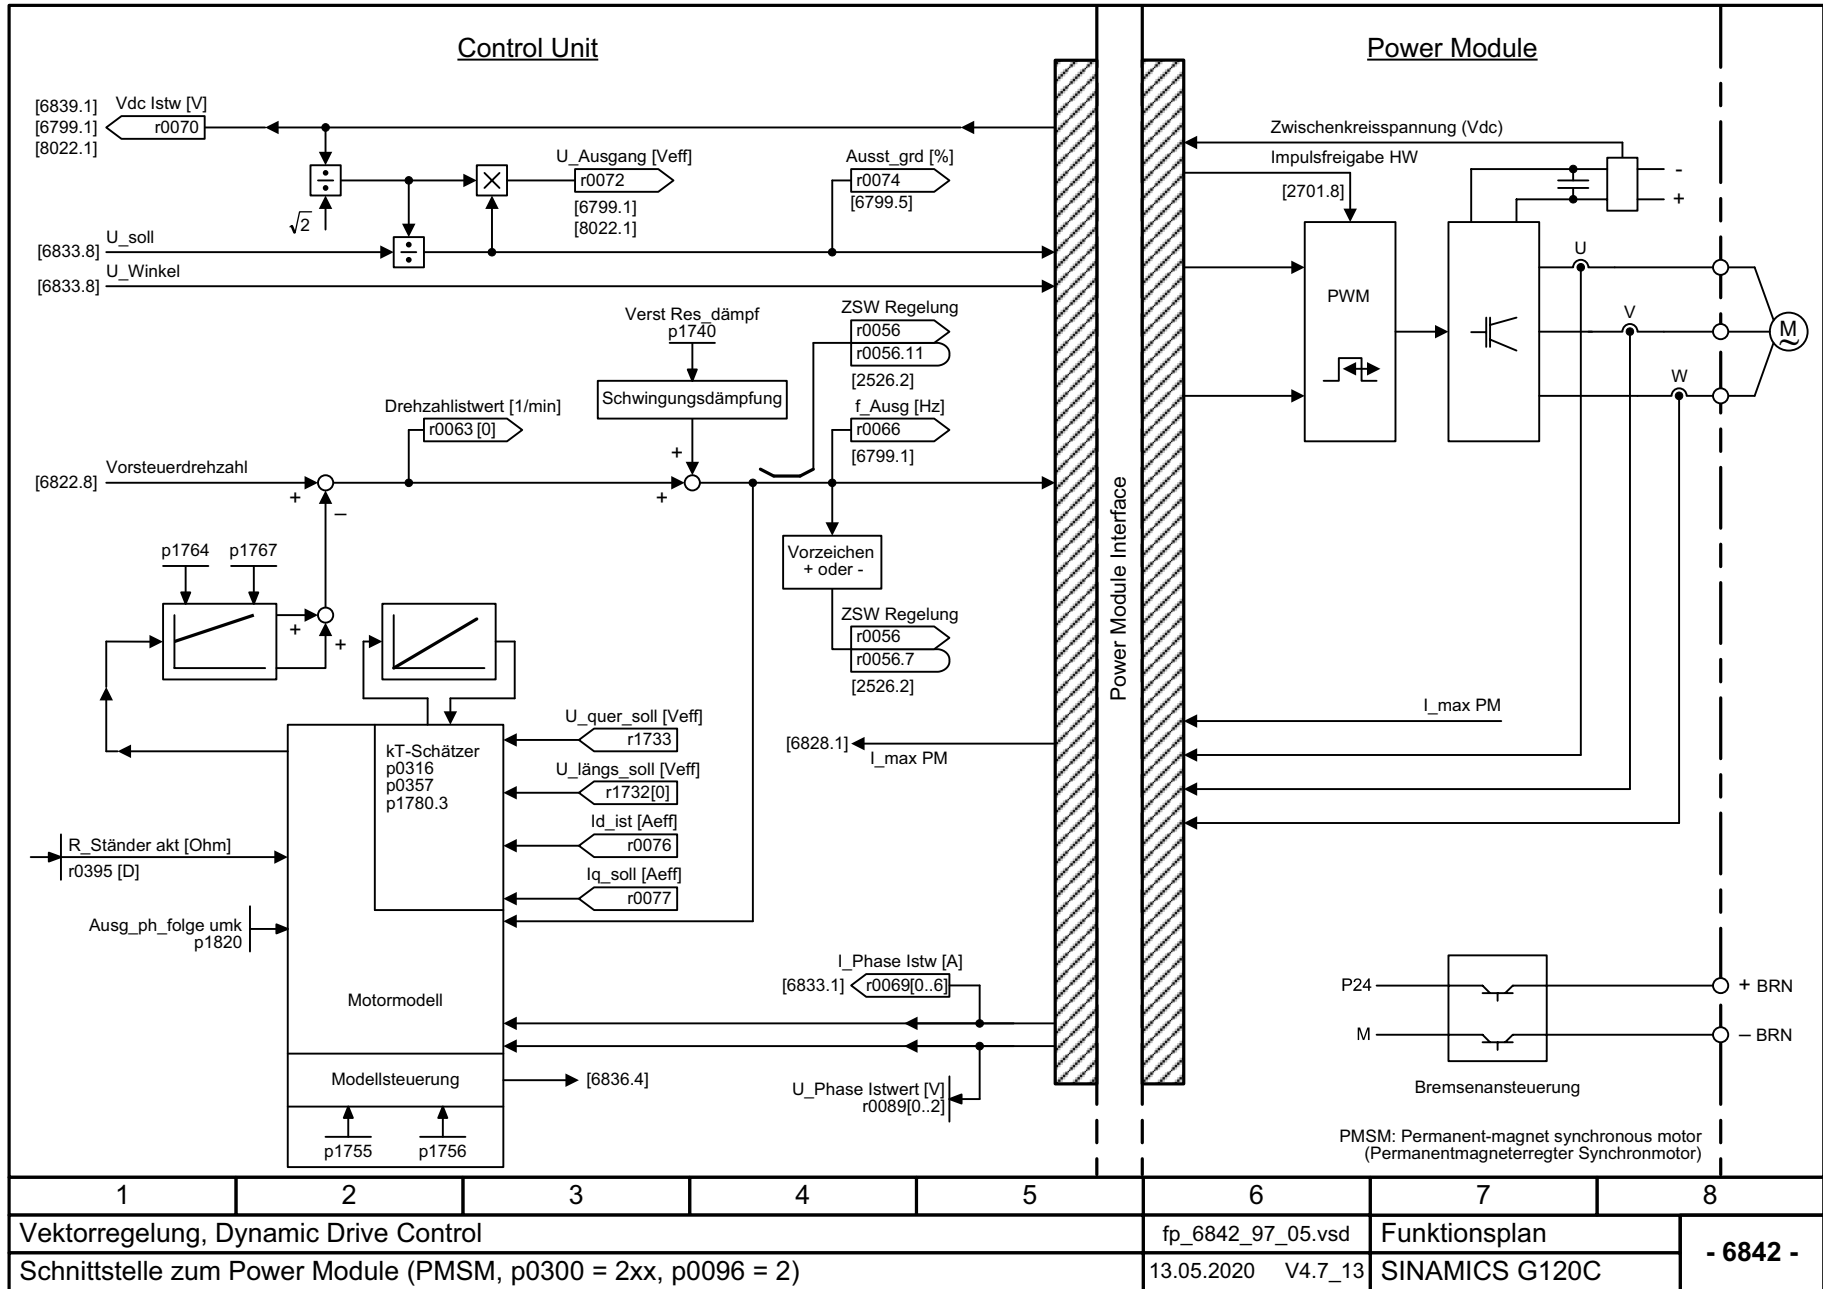 Control Unit
Power Module
[6839.1]
[6799.1]
[8022.1]
Vdc Istw [V]
r0070
U_Ausgang [Veff]
r0072
[6799.1]
[8022.1]
Ausst_grd [%]
r0074
[6799.5]
√2
[6833.8]
U_soll
[6833.8]
U_Winkel
Zwischenkreisspannung (Vdc)
Impulsfreigabe HW
[2701.8]
-
+
PWM
U
V
W
M
~
Verst Res_dämpf
p1740
Schwingungsdämpfung
ZSW Regelung
r0056
r0056.11
[2526.2]
f_Ausg [Hz]
r0066
[6799.1]
Drehzahlistwert [1/min]
r0063 [0]
[6822.8]
Vorsteuerdrehzahl
+
–
+
+
p1764
p1767
+
+
Vorzeichen
+ oder -
ZSW Regelung
r0056
r0056.7
[2526.2]
Power Module Interface
kT-Schätzer
p0316
p0357
p1780.3
U_quer_soll [Veff]
r1733
U_längs_soll [Veff]
r1732[0]
Id_ist [Aeff]
r0076
Iq_soll [Aeff]
r0077
[6828.1]
I_max PM
I_max PM
R_Ständer akt [Ohm]
r0395 [D]
Ausg_ph_folge umk
p1820
Motormodell
I_Phase Istw [A]
[6833.1]
r0069[0..6]
Modellsteuerung
[6836.4]
U_Phase Istwert [V]
r0089[0..2]
p1755
p1756
P24
M
+ BRN
– BRN
Bremsenansteuerung
PMSM: Permanent-magnet synchronous motor
(Permanentmagneterregter Synchronmotor)
1 2 3 4 5 6 7 8
Vektorregelung, Dynamic Drive Control
fp_6842_97_05.vsd
Funktionsplan
- 6842 -
Schnittstelle zum Power Module (PMSM, p0300 = 2xx, p0096 = 2)
13.05.2020 V4.7_13
SINAMICS G120C